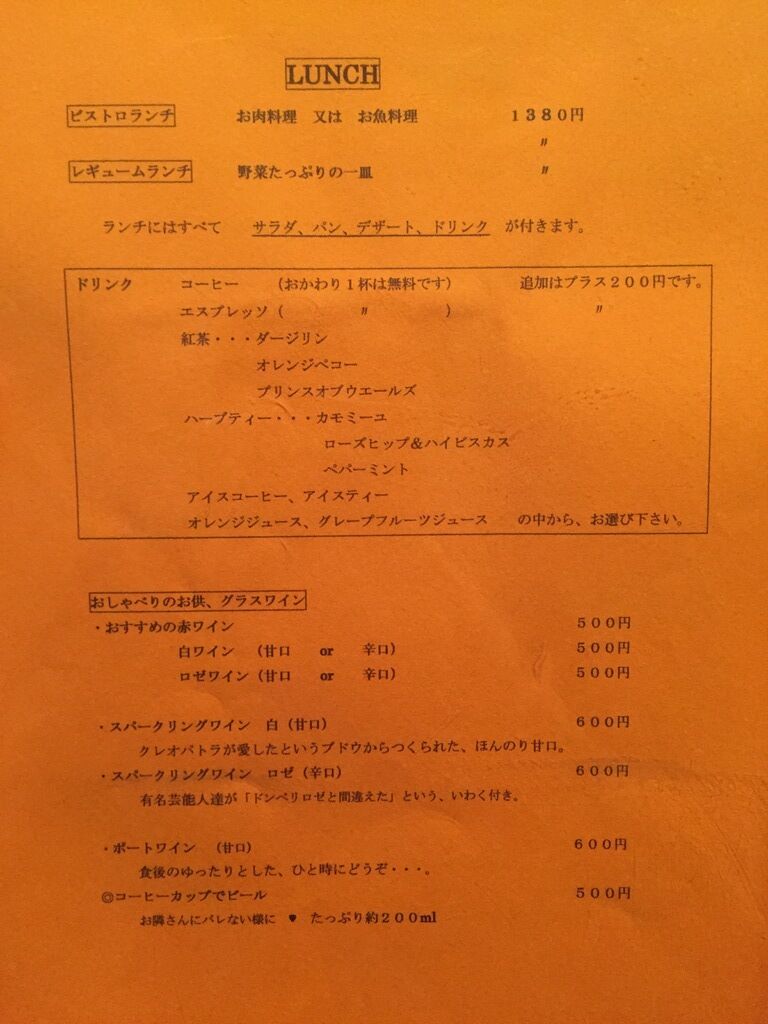 LUNCH
ビストロランチ お肉料理 又は お魚料理 1380円
〃
レギュームランチ 野菜たっぷりの一皿 〃
ランチにはすべて サラダ、パン、デザート、ドリンク が付きます。
ドリンク コーヒー (おかわり1杯は無料です) 追加はプラス200円です。
エスプレッソ ( 〃 ) 〃
紅茶・・・ダージリン
オレンジペコー
プリンスオブウエールズ
ハーブティー・・・カモミーユ
ローズヒップ&ハイビスカス
ペパーミント
アイスコーヒー、アイスティー
オレンジジュース、グレープフルーツジュース の中から、お選び下さい。
おしゃべりのお供、グラスワイン
・おすすめの赤ワイン 500円
白ワイン (甘口 or 辛口) 500円
ロゼワイン (甘口 or 辛口) 500円
・スパークリングワイン 白(甘口) 600円
クレオパトラが愛したというブドウからつくられた、ほんのり甘口。
・スパークリングワイン ロゼ(辛口) 600円
有名芸能人達が「ドンペリロゼと間違えた」という、いわく付き。
・ポートワイン (甘口) 600円
食後のゆったりとした、ひと時にどうぞ・・・。
◎コーヒーカップでビール 500円
お隣さんにバレない様に ♥ たっぷり約200ml